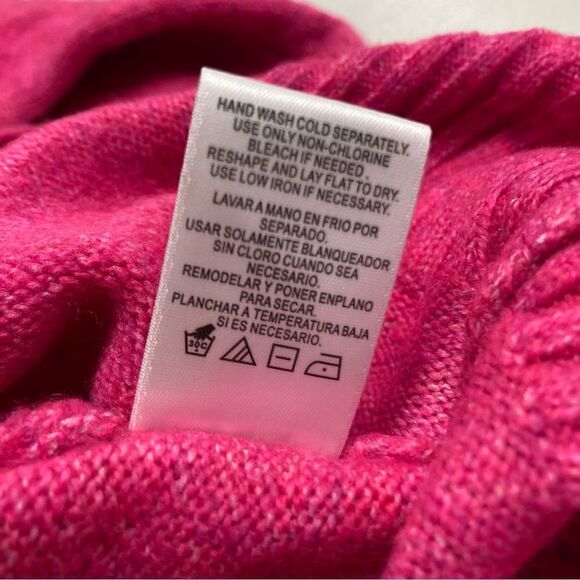 HAND WASH COLD SEPARATELY.
USE ONLY NON-CHLORINE
BLEACH IF NEEDED.
RESHAPE AND LAY FLAT TO DRY.
USE LOW IRON IF NECESSARY.
LAVAR A MANO EN FRIO POR
SEPARADO.
USAR SOLAMENTE BLANQUEADOR
SIN CLORO CUANDO SEA
NECESARIO.
REMODELAR Y PONER ENPLANO
PARA SECAR.
PLANCHAR A TEMPERATURA BAJA
SI ES NECESARIO.
30C